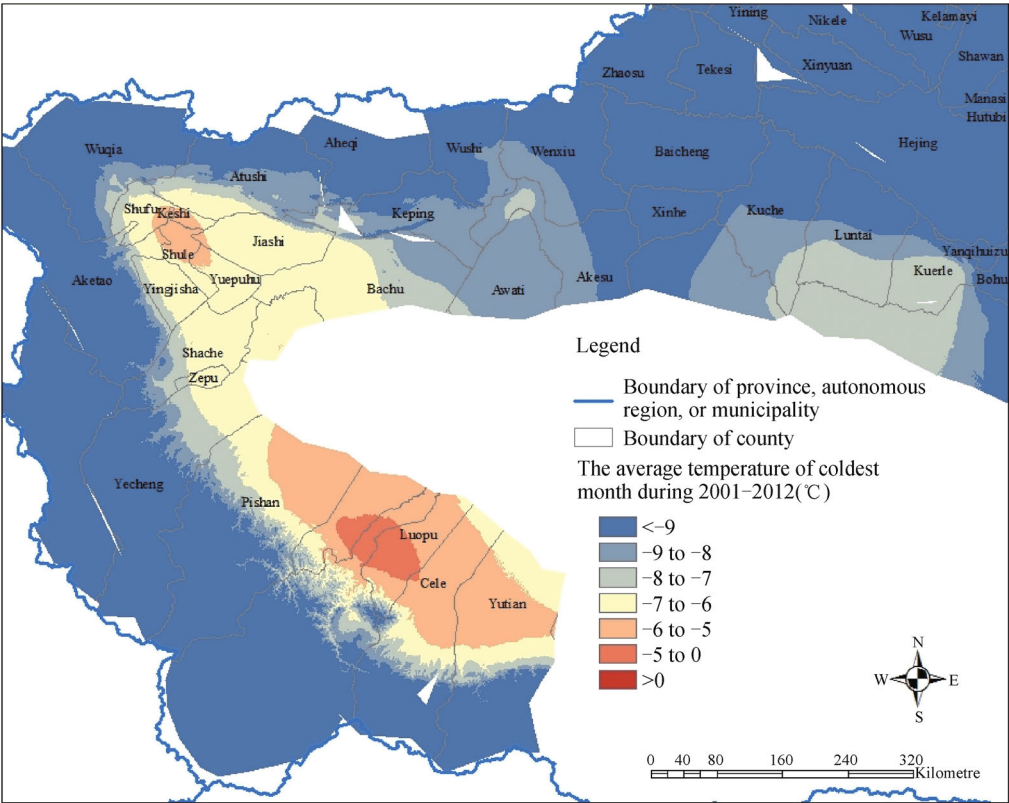 Yining
Nikele
Kelamayi
Wusu
Shawan
Zhaosu
Tekesi
Xinyuan
Manasi
Hutubi
Wuqia
Aheqi
Wushi
Wenxiu
Baicheng
Hejing
Atushi
Shufu
Keshi
Keping
Xinhe
Kuche
Jiashi
Luntai
Shule
Yanqihuizu
Aketao
Yingjisha
Yuepuhu
Bachu
Awati
Akesu
Kuerle
Bohu
Shache
Zepu
Yecheng
Pishan
Luopu
Cele
Yutian
Legend
Boundary of province, autonomous
region, or municipality
Boundary of county
The average temperature of coldest
month during 2001−2012(℃)
<−9
−9 to −8
−8 to −7
−7 to −6
−6 to −5
−5 to 0
>0
N
W
E
S
0 40 80 160 240 320
Kilometre